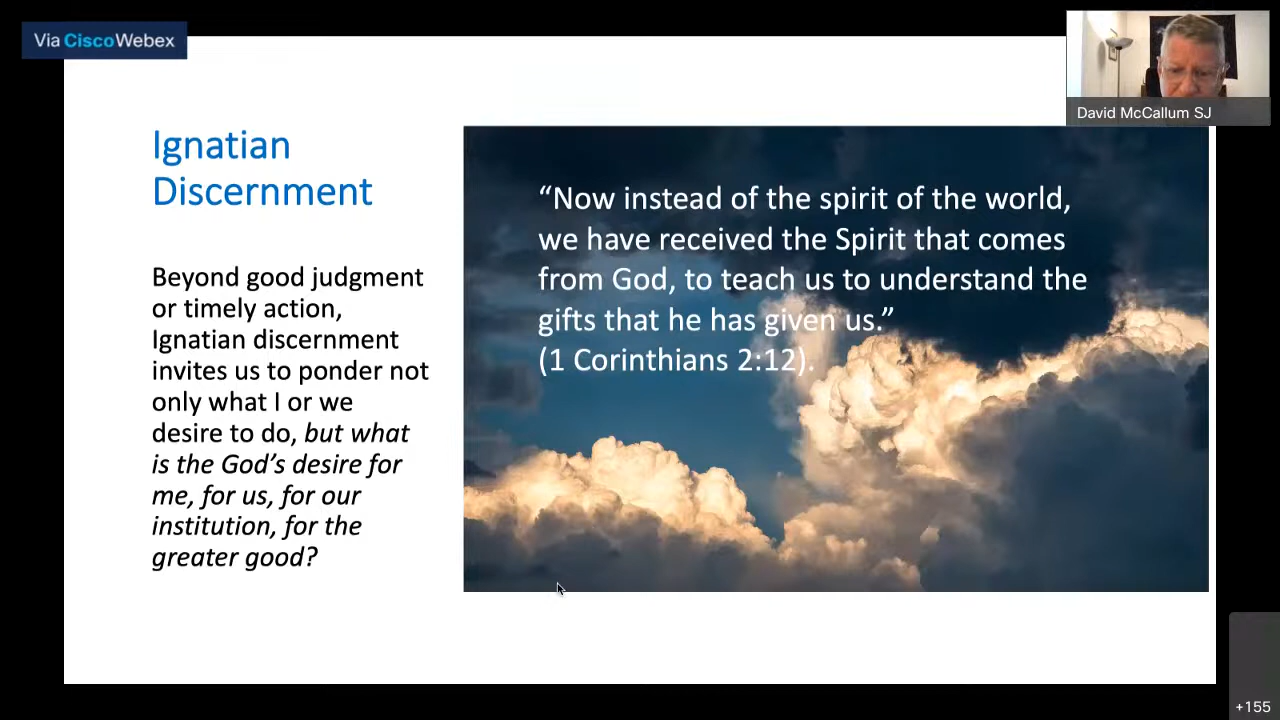 Via CiscoWebex
David McCallum SJ
Ignatian
Discernment
Beyond good judgment
or timely action,
Ignatian discernment
invites us to ponder not
only what I or we
desire to do, but what
is the God’s desire for
me, for us, for our
institution, for the
greater good?
“Now instead of the spirit of the world,
we have received the Spirit that comes
from God, to teach us to understand the
gifts that he has given us.”
(1 Corinthians 2:12).
+155